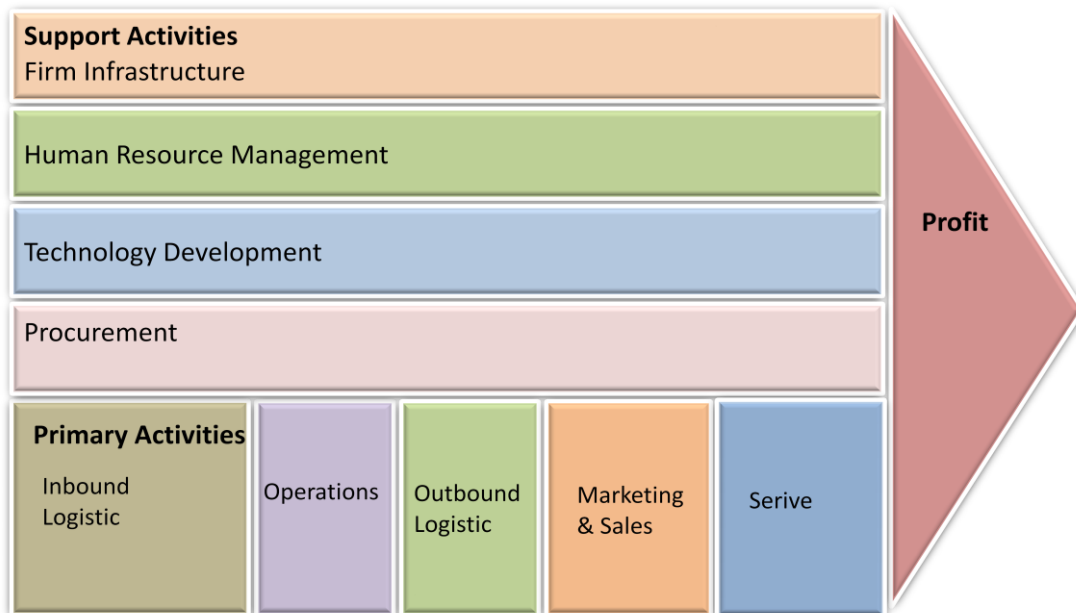 Support Activities
Firm Infrastructure
Human Resource Management
Technology Development
Profit
Procurement
Primary Activities
Inbound
Logistic
Operations
Outbound
Logistic
Marketing
& Sales
Serive